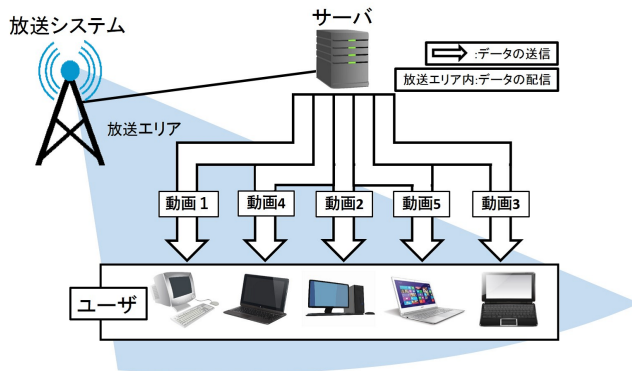 放送システム
サーバ
:データの送信
放送エリア内:データの配信
放送エリア
動画1
動画4
動画2
動画5
動画3
ユーザ